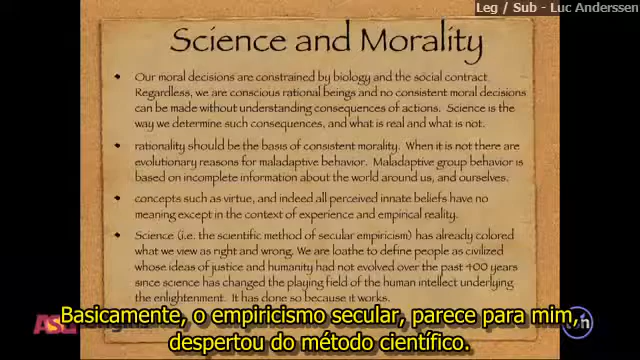 Leg / Sub - Luc Anderssen
Science and Morality
• Our moral decisions are constrained by biology and the social contract
Regardless, we are conscious rational beings and no consistent moral decisions
can be made without understanding consequences of actions. Science is the
way we determine such consequences, and what is real and what is not.
• rationality should be the basis of consistent morality. When it is not there are
evolutionary reasons for maladaptive behavior. Maladaptive group behavior is
based on incomplete information about the world around us, and ourselves.
• concepts such as virtue, and indeed all perceived innate beliefs have no
meaning except in the context of experience and empirical reality.
• Science (i.e. the scientific method of secular empiricism) has already colored
what we view as right and wrong. We are loathe to define people as civilized
whose ideas of justice and humanity had not evolved over the past 400 years
since science has changed the playing field of the human intellect underlying
the enlightenment. It has done so because it works.
Basicamente, o empiricismo secular, parece para mim,
despertou do método científico.